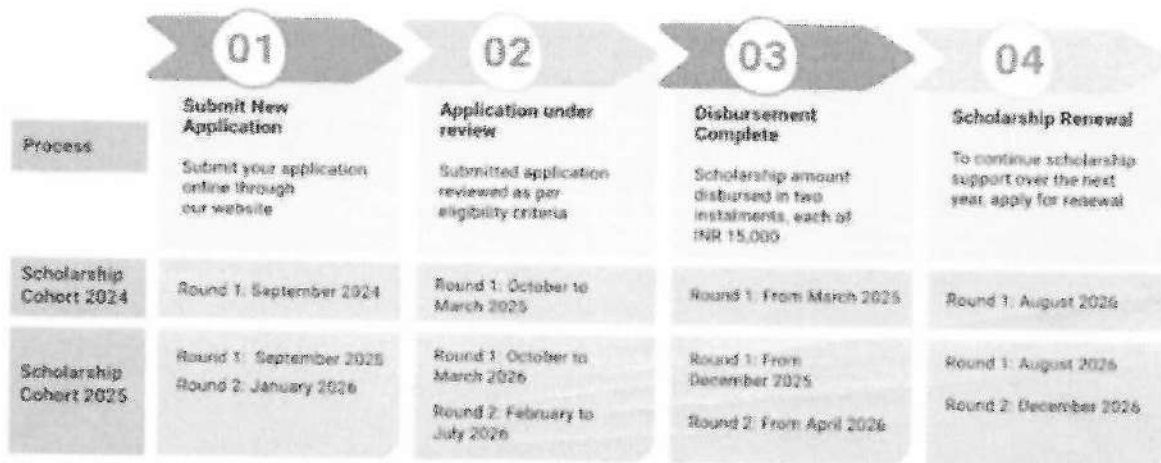 01
02
03
04
Process
Submit New
Application
Submit your application
online through
our website
Application under
review
Submitted application
reviewed as per
eligibility criteria
Disbursement
Complete
Scholarship amount
disbursed in two
instalments, each of
INR 15,000
Scholarship Renewal
To continue scholarship
support over the next
year, apply for renewal
Scholarship
Cohort 2024
Round 1: September 2024
Round 1: October to
March 2025
Round 1: From March 2025
Round 1: August 2026
Scholarship
Cohort 2025
Round 1: September 2025
Round 2: January 2026
Round 1: October to
March 2026
Round 2: February to
July 2026
Round 1: From
December 2025
Round 2: From April 2026
Round 1: August 2026
Round 2: December 2026